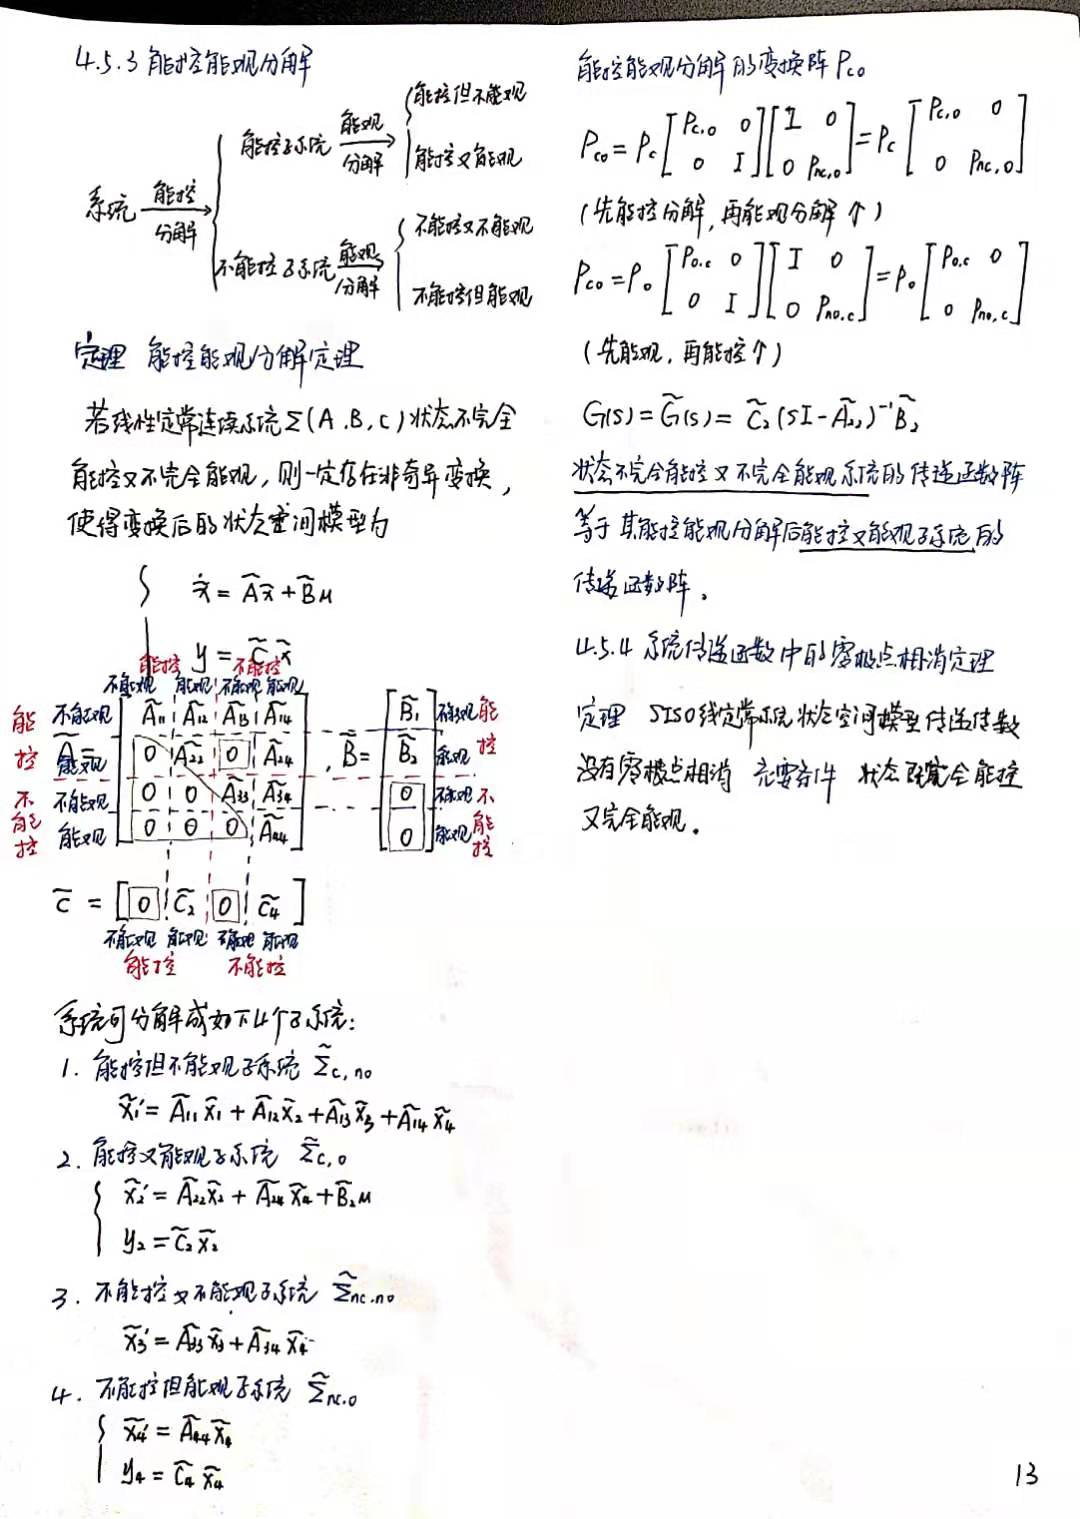 4.5.3 能控能观分解
系统 能控分解
能控子系统 能观分解
能控但不能观
能控又能观
不能控子系统 能观分解
不能控又不能观
不能控但能观
定理 能控能观分解定理
若线性定常连续系统Σ(A.B.C)状态不完全
能控又不完全能观，则一定存在非奇异变换，
使得变换后的状态空间模型为
ẋ = Ãx̃ + B̃u
y = C̃x̃
能控 不能控
不能观 能观 不能观 能观
能控 不能观 Ã₁₁ Ã₁₂ Ã₁₃ Ã₁₄
Ã = 能观 0 Ã₂₂ 0 Ã₂₄
不能控 不能观 0 0 Ã₃₃ Ã₃₄
能观 0 0 0 Ã₄₄
, B̃ =
B̃₁ 不能观 能控
B̃₂ 能观
0 不能观 不能控
0 能观
C̃ = [0 C̃₂ 0 C̃₄]
不能观 能观 不能观 能观
能控 不能控
系统可分解成如下4个子系统：
1. 能控但不能观子系统 Σ̃c,no
x̃₁' = Ã₁₁x̃₁ + Ã₁₂x̃₂ + Ã₁₃x̃₃ + Ã₁₄x̃₄
2. 能控又能观子系统 Σ̃c,o
x̃₂' = Ã₂₂x̃₂ + Ã₂₄x̃₄ + B̃₂u
y₂ = C̃₂x̃₂
3. 不能控又不能观子系统 Σ̃nc.no
x̃₃' = Ã₃₃x̃₃ + Ã₃₄x̃₄
4. 不能控但能观子系统 Σ̃nc.o
x̃₄' = Ã₄₄x̃₄
y₄ = C̃₄x̃₄
能控能观分解的变换阵 Pco
Pco = Pc [Pc,o 0; 0 I][I 0; 0 Pnc,o] = Pc [Pc,o 0; 0 Pnc,o]
(先能控分解，再能观分解↑)
Pco = Po [Po.c 0; 0 I][I 0; 0 Pno.c] = Po [Po.c 0; 0 Pno,c]
(先能观，再能控↑)
G(s) = G̃(s) = C̃₂(sI-Ã₂₂)⁻¹B̃₂
状态不完全能控又不完全能观系统的传递函数阵
等于其能控能观分解后能控又能观子系统的
传递函数阵。
4.5.4 系统传递函数中的零极点相消定理
定理 SISO线定常系统状态空间模型传递传数
没有零极点相消 充要条件 状态既完全能控
又完全能观。
13